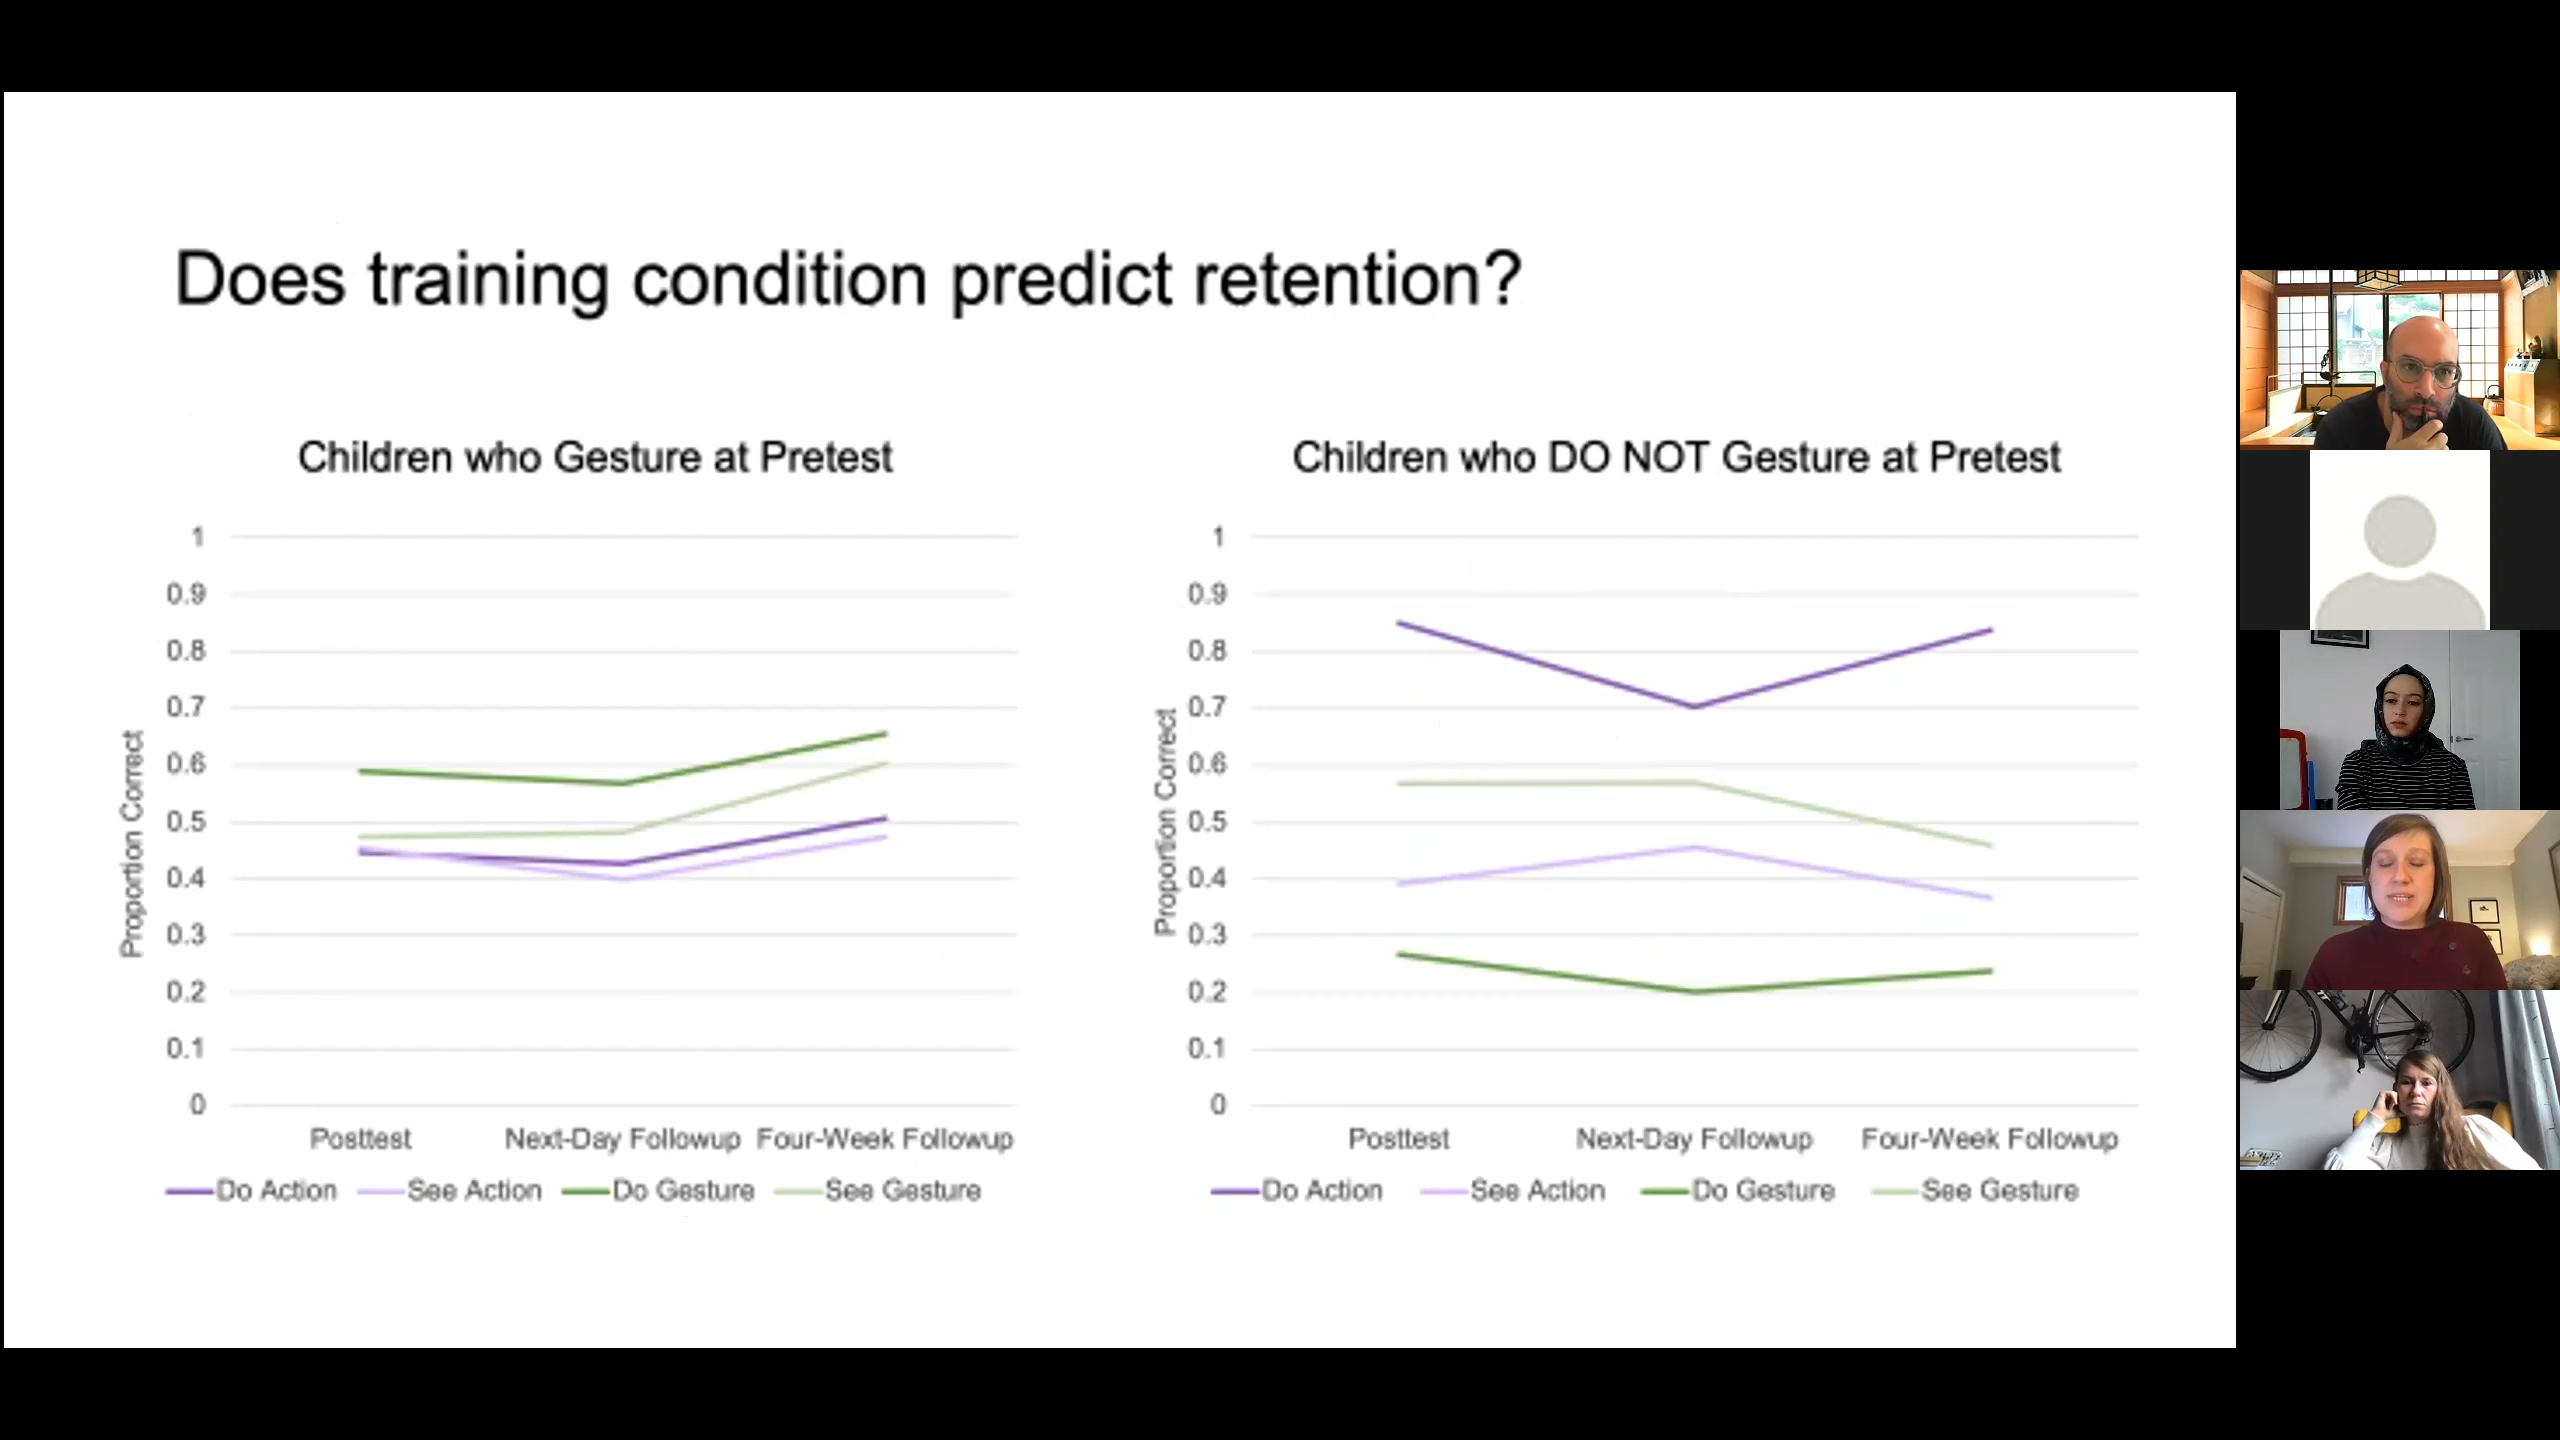 Does training condition predict retention?
Children who Gesture at Pretest
1
0.9
0.8
0.7
0.6
0.5
0.4
0.3
0.2
0.1
0
Proportion Correct
Posttest Next-Day Followup Four-Week Followup
Do Action See Action Do Gesture See Gesture
Children who DO NOT Gesture at Pretest
1
0.9
0.8
0.7
0.6
0.5
0.4
0.3
0.2
0.1
0
Proportion Correct
Posttest Next-Day Followup Four-Week Followup
Do Action See Action Do Gesture See Gesture